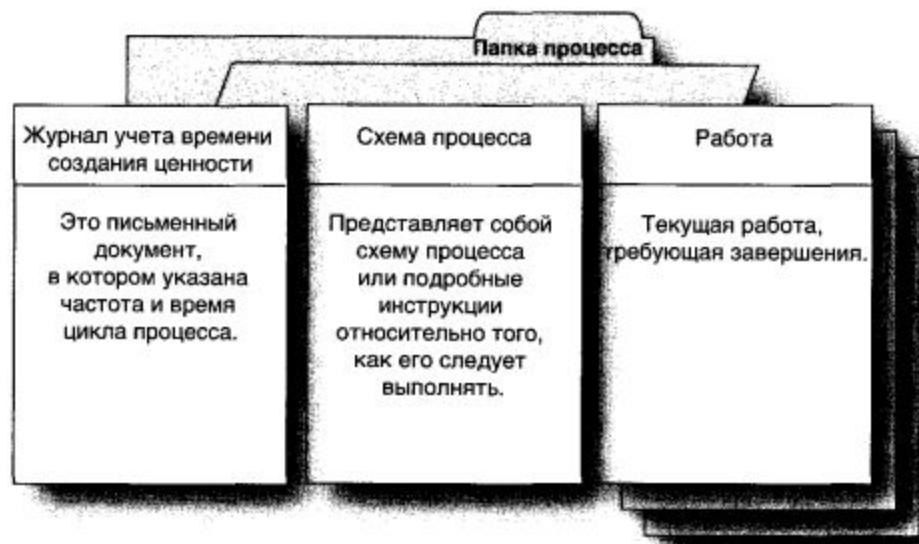 Папка процесса
Журнал учета времени
создания ценности
Это письменный
документ,
в котором указана
частота и время
цикла процесса.
Схема процесса
Представляет собой
схему процесса
или подробные
инструкции
относительно того,
как его следует
выполнять.
Работа
Текущая работа,
требующая завершения.